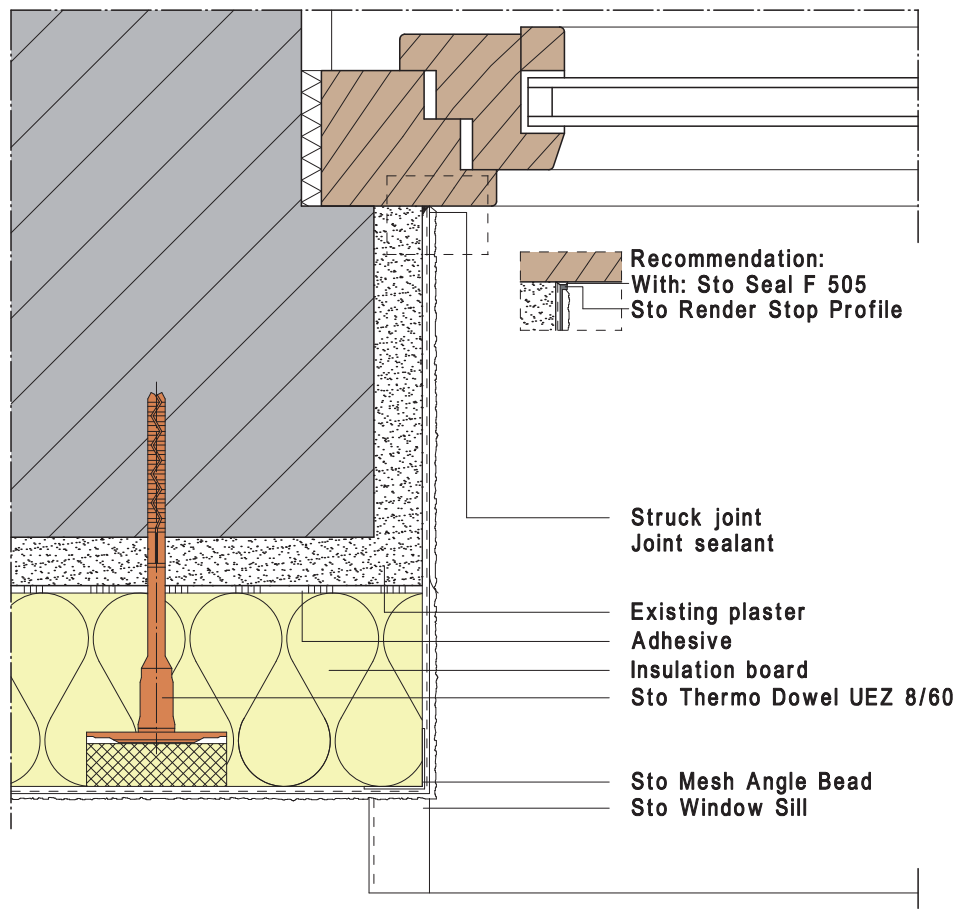 Recommendation:
With: Sto Seal F 505
Sto Render Stop Profile
Struck joint
Joint sealant
Existing plaster
Adhesive
Insulation board
Sto Thermo Dowel UEZ 8/60
Sto Mesh Angle Bead
Sto Window Sill